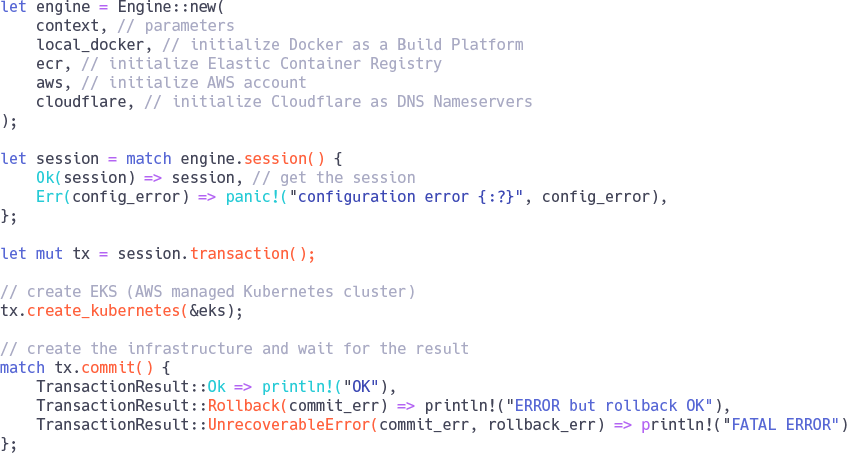 let engine = Engine::new(
    context, // parameters
    local_docker, // initialize Docker as a Build Platform
    ecr, // initialize Elastic Container Registry
    aws, // initialize AWS account
    cloudflare, // initialize Cloudflare as DNS Nameservers
);

let session = match engine.session() {
    Ok(session) => session, // get the session
    Err(config_error) => panic!("configuration error {:?}", config_error),
};

let mut tx = session.transaction();

// create EKS (AWS managed Kubernetes cluster)
tx.create_kubernetes(&eks);

// create the infrastructure and wait for the result
match tx.commit() {
    TransactionResult::Ok => println!("OK"),
    TransactionResult::Rollback(commit_err) => println!("ERROR but rollback OK"),
    TransactionResult::UnrecoverableError(commit_err, rollback_err) => println!("FATAL ERROR")
};